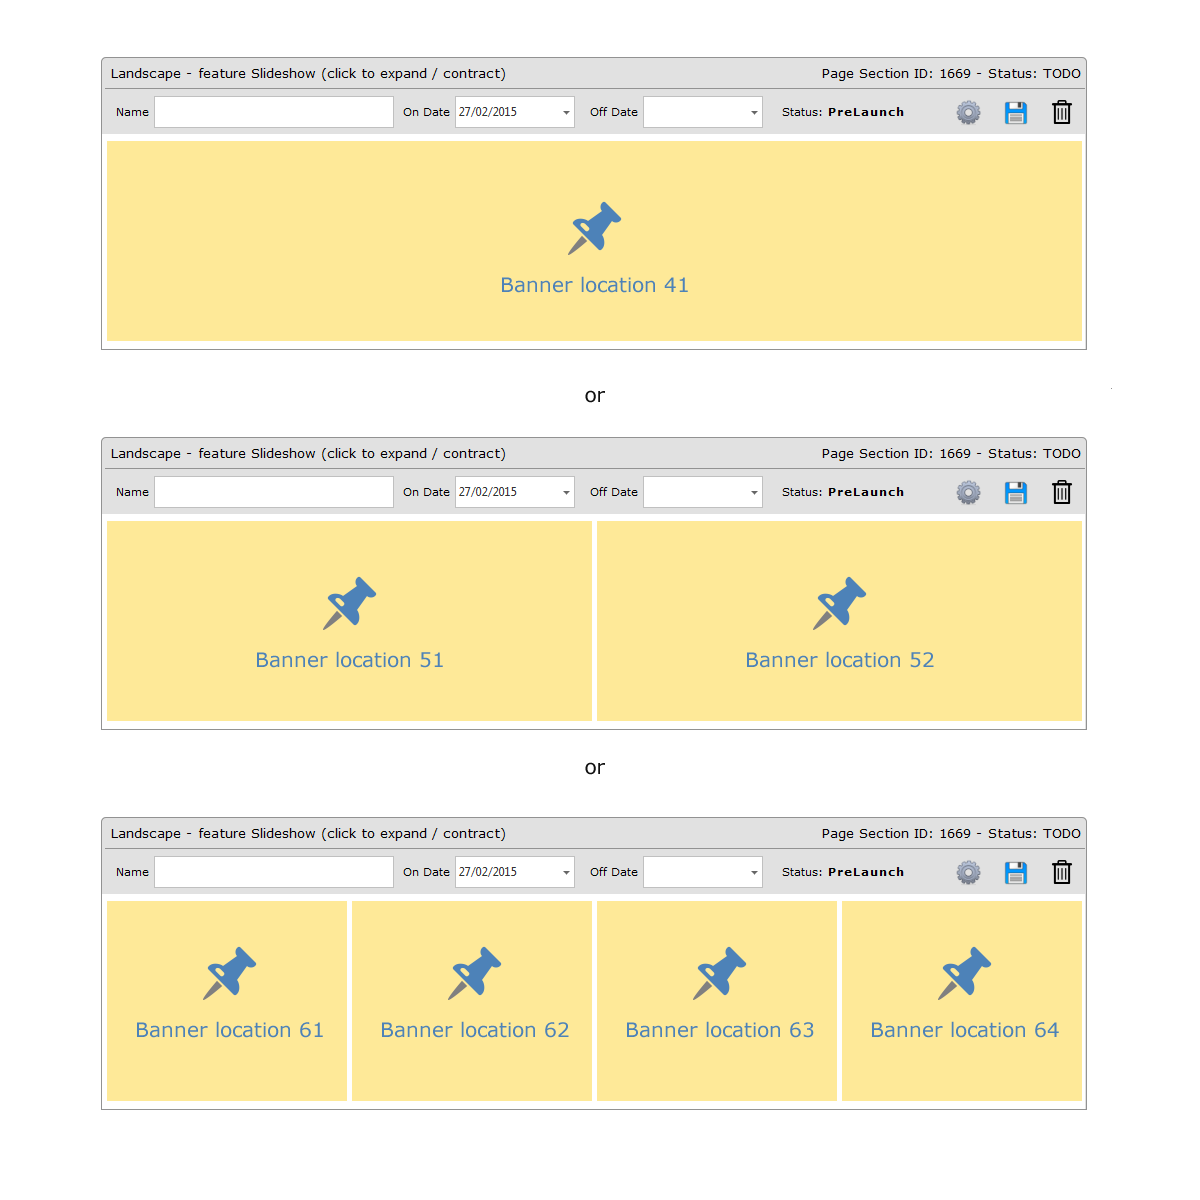 Landscape - feature Slideshow (click to expand / contract) Page Section ID: 1669 - Status: TODO
Name On Date 27/02/2015 Off Date Status: PreLaunch
Banner location 41
or
Landscape - feature Slideshow (click to expand / contract) Page Section ID: 1669 - Status: TODO
Name On Date 27/02/2015 Off Date Status: PreLaunch
Banner location 51 Banner location 52
or
Landscape - feature Slideshow (click to expand / contract) Page Section ID: 1669 - Status: TODO
Name On Date 27/02/2015 Off Date Status: PreLaunch
Banner location 61 Banner location 62 Banner location 63 Banner location 64